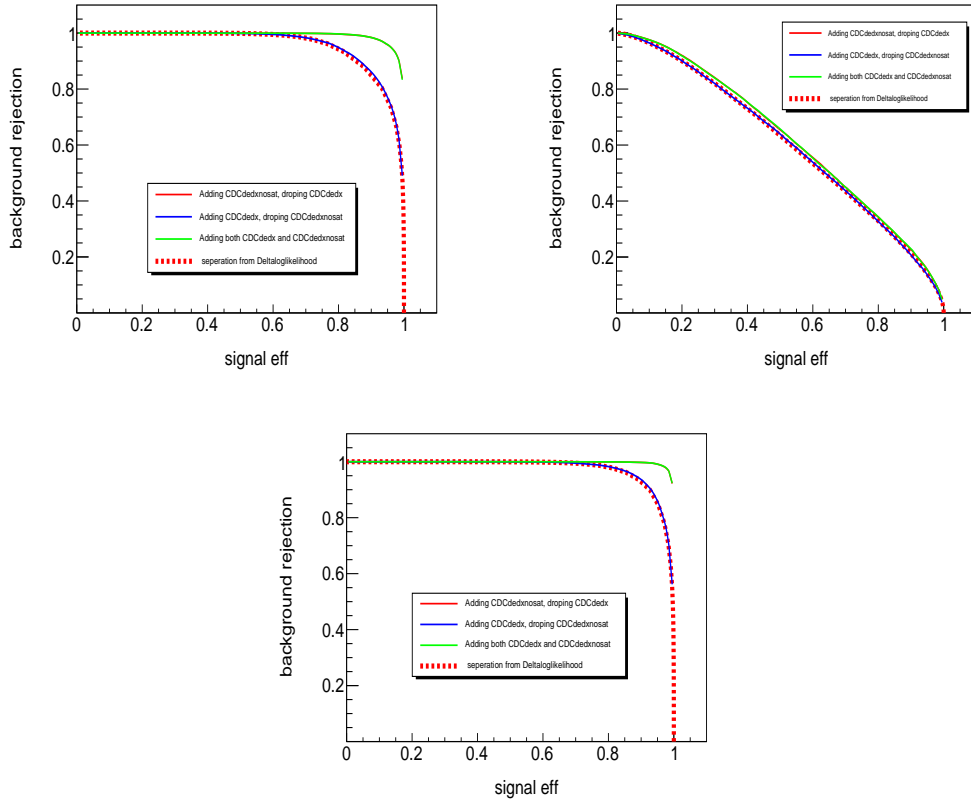 1
0.8
0.6
0.4
0.2
0
0.2
0.4
0.6
0.8
1
background rejection
signal eff
Adding CDCdedxnosat, droping CDCdedx
Adding CDCdedx, droping CDCdedxnosat
Adding both CDCdedx and CDCdedxnosat
seperation from Deltaloglikelihood
1
0.8
0.6
0.4
0.2
0
0.2
0.4
0.6
0.8
1
background rejection
signal eff
Adding CDCdedxnosat, droping CDCdedx
Adding CDCdedx, droping CDCdedxnosat
Adding both CDCdedx and CDCdedxnosat
seperation from Deltaloglikelihood
1
0.8
0.6
0.4
0.2
0
0.2
0.4
0.6
0.8
1
background rejection
signal eff
Adding CDCdedxnosat, droping CDCdedx
Adding CDCdedx, droping CDCdedxnosat
Adding both CDCdedx and CDCdedxnosat
seperation from Deltaloglikelihood